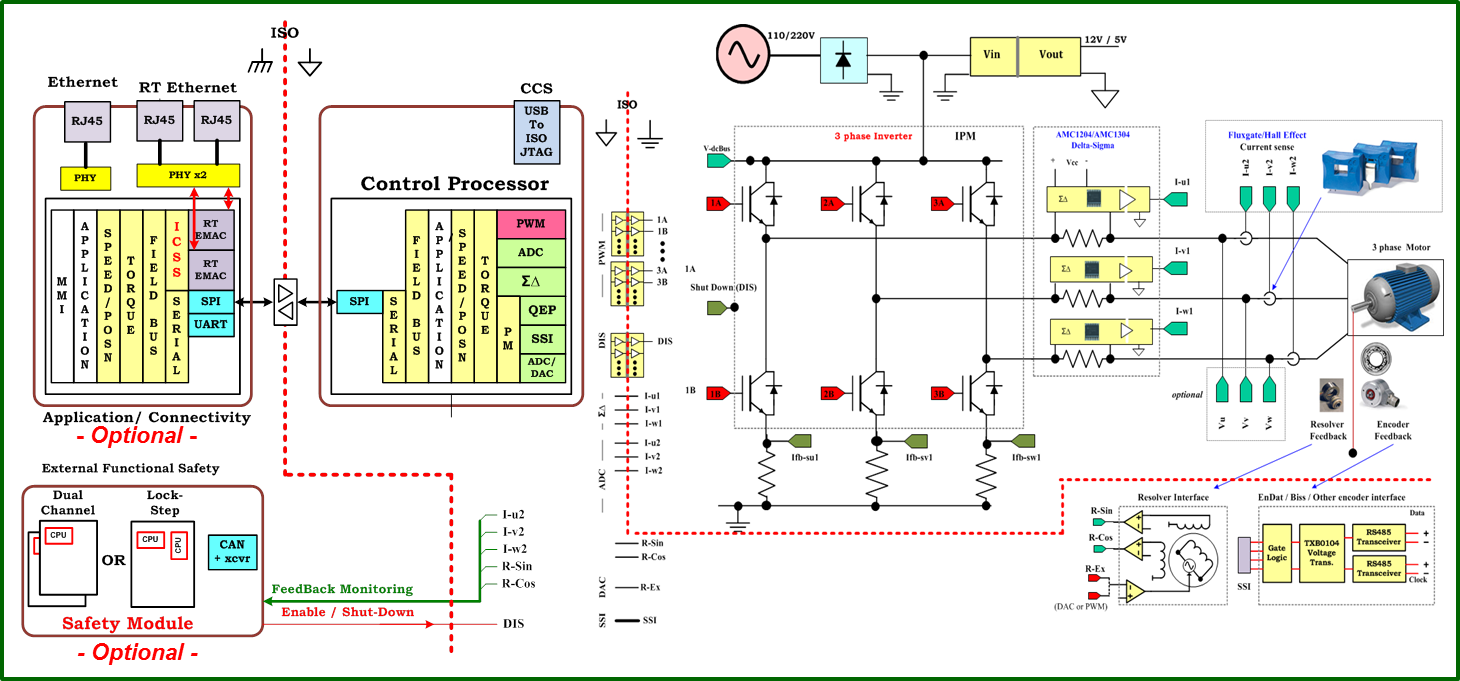 ISO
Ethernet
RT Ethernet
RJ45
RJ45
RJ45
PHY
PHY x2
MMI
APPLICATION
SPEED/POSN
TORQUE
FIELD BUS
ICSS
SERIAL
RT
EMAC
RT
EMAC
SPI
UART
Application/ Connectivity
- Optional -
CCS
USB
To
ISO
JTAG
Control Processor
SPI
SERIAL
FIELD BUS
APPLICATION
SPEED/POSN
TORQUE
PM
PWM
ADC
ΣΔ
QEP
SSI
ADC/
DAC
External Functional Safety
Dual
Channel
CPU
OR
Lock-
Step
CPU
CPU
CAN
+ xcvr
Safety Module
- Optional -
FeedBack Monitoring
Enable / Shut-Down
I-u2
I-v2
I-w2
R-Sin
R-Cos
DIS
ISO
PWM
1A
1B
3A
3B
DIS
DIS
ΣΔ
I-u1
I-v1
I-w1
ADC
I-u2
I-v2
I-w2
R-Sin
R-Cos
DAC
R-Ex
SSI
SSI
110/220V
Vin
Vout
12V / 5V
3 phase Inverter
IPM
V-dcBus
1A
2A
3A
1A
Shut Down (DIS)
1B
1B
2B
3B
Ifb-su1
Ifb-sv1
Ifb-sw1
AMC1204/AMC1304
Delta-Sigma
+
Vcc
-
ΣΔ
I-u1
ΣΔ
I-v1
ΣΔ
I-w1
Fluxgate/Hall Effect
Current sense
I-u2
I-v2
I-w2
3 phase Motor
optional
Vu
Vv
Vw
Resolver
Feedback
Encoder
Feedback
Resolver Interface
R-Sin
R-Cos
R-Ex
(DAC or PWM)
EnDat / Biss / Other encoder interface
SSI
Gate
Logic
TXB0104
Voltage
Trans.
RS485
Transceiver
RS485
Transceiver
Data
+
-
+
-
Clock